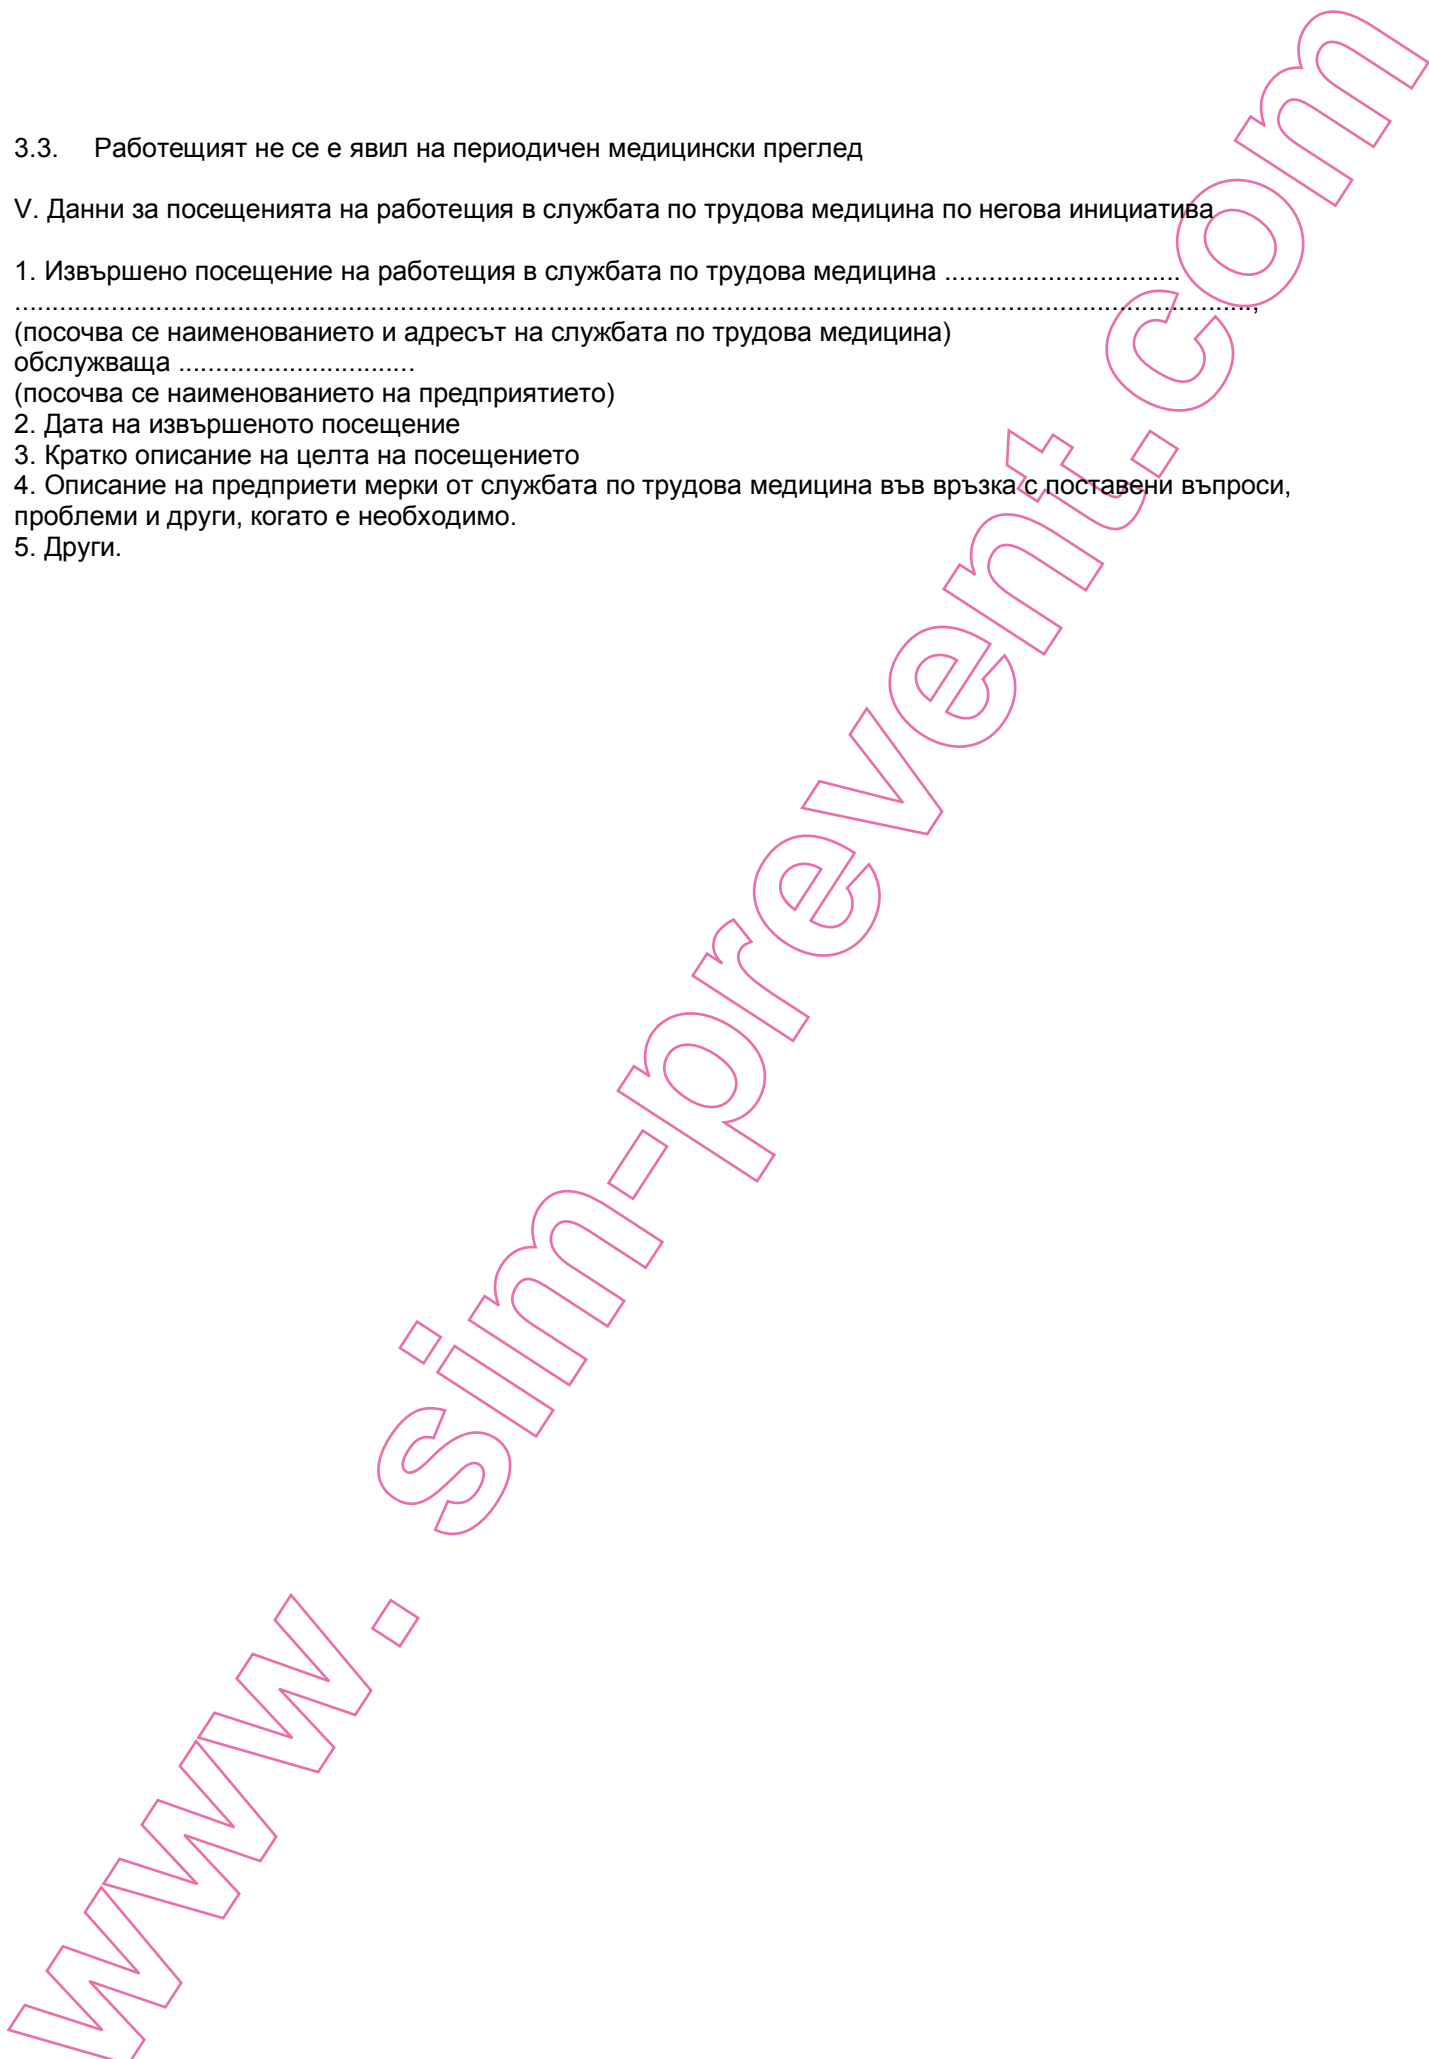 3.3. Работещият не се е явил на периодичен медицински преглед
V. Данни за посещенията на работещия в службата по трудова медицина по негова инициатива
1. Извършено посещение на работещия в службата по трудова медицина ................................
......................................................................................................................................................................,
(посочва се наименованието и адресът на службата по трудова медицина)
обслужваща ................................
(посочва се наименованието на предприятието)
2. Дата на извършеното посещение
3. Кратко описание на целта на посещението
4. Описание на предприети мерки от службата по трудова медицина във връзка с поставени въпроси,
проблеми и други, когато е необходимо.
5. Други.
www. sim-prevent.com